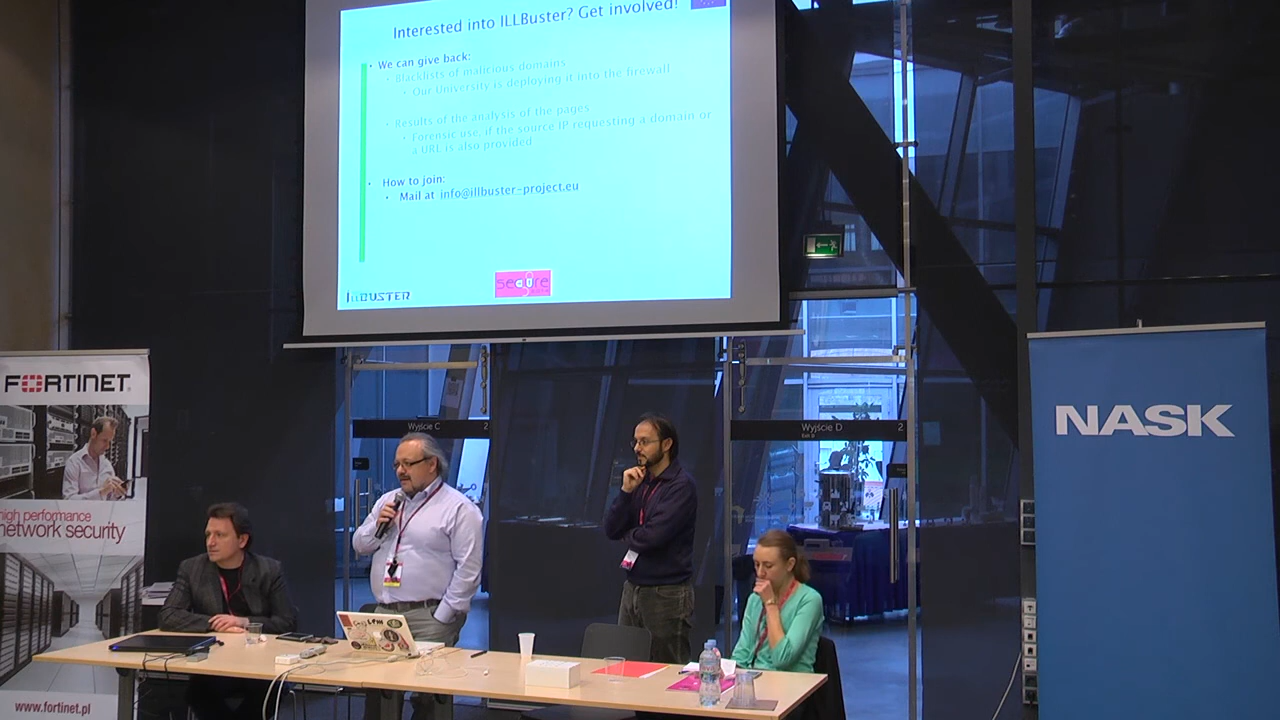 Interested into ILLBuster? Get involved!
We can give back:
Blacklists of malicious domains
Our University is deploying it into the firewall
Results of the analysis of the pages
Forensic use, if the source IP requesting a domain or
a URL is also provided
How to join:
Mail at info@illbuster-project.eu
ILLBUSTER
secure
FORTINET
high performance
network security
www.fortinet.pl
Wyjście C 2
Wyjście D 2
NASK